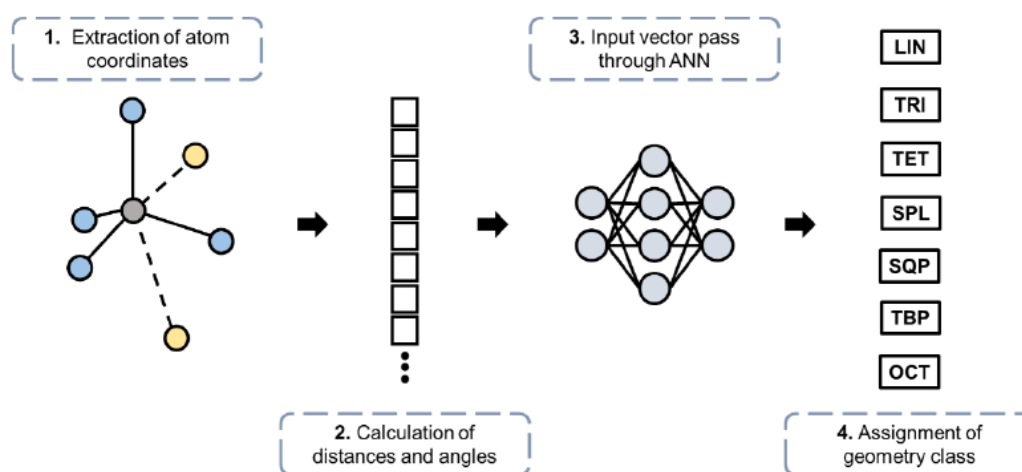 1. Extraction of atom
coordinates
3. Input vector pass
through ANN
LIN
TRI
TET
SPL
SQP
TBP
OCT
2. Calculation of
distances and angles
4. Assignment of
geometry class